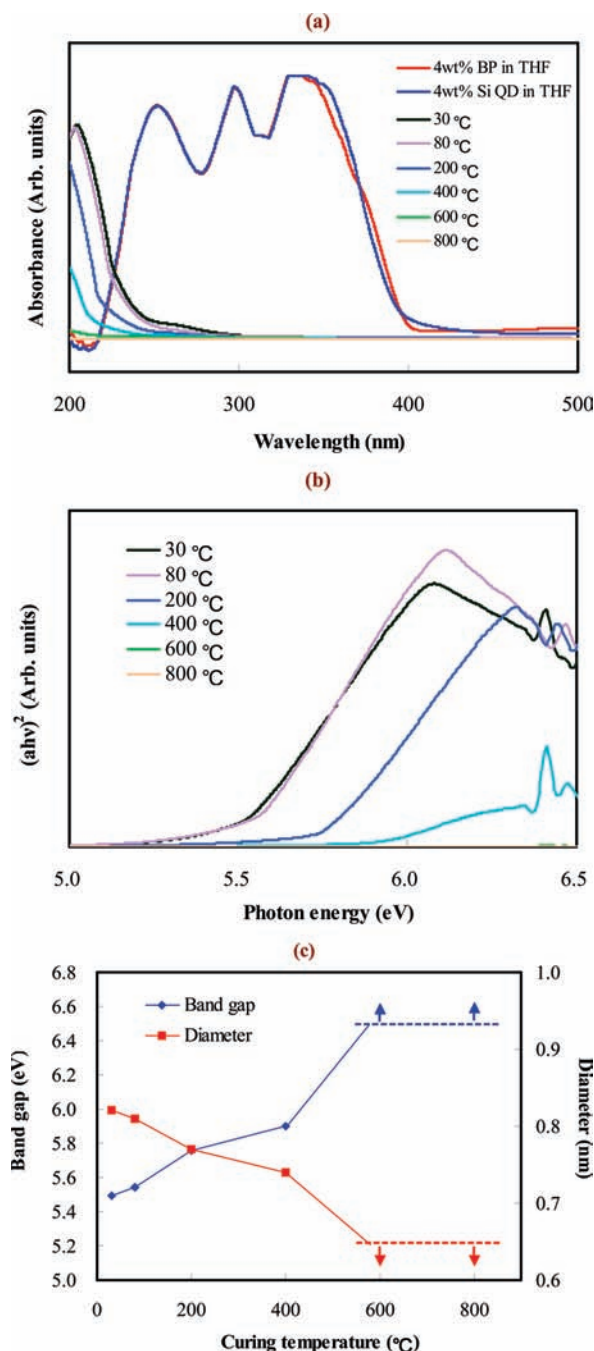 (a)
4wt% BP in THF
4wt% Si QD in THF
30 ℃
80 ℃
200 ℃
400 ℃
600 ℃
800 ℃
Absorbance (Arb. units)
200 300 400 500
Wavelength (nm)
(b)
30 ℃
80 ℃
200 ℃
400 ℃
600 ℃
800 ℃
(ahv)² (Arb. units)
5.0 5.5 6.0 6.5
Photon energy (eV)
(c)
Band gap
Diameter
Band gap (eV)
6.8
6.6
6.4
6.2
6.0
5.8
5.6
5.4
5.2
5.0
1.0
0.9
0.8
0.7
0.6
Diameter (nm)
0 200 400 600 800
Curing temperature (℃)